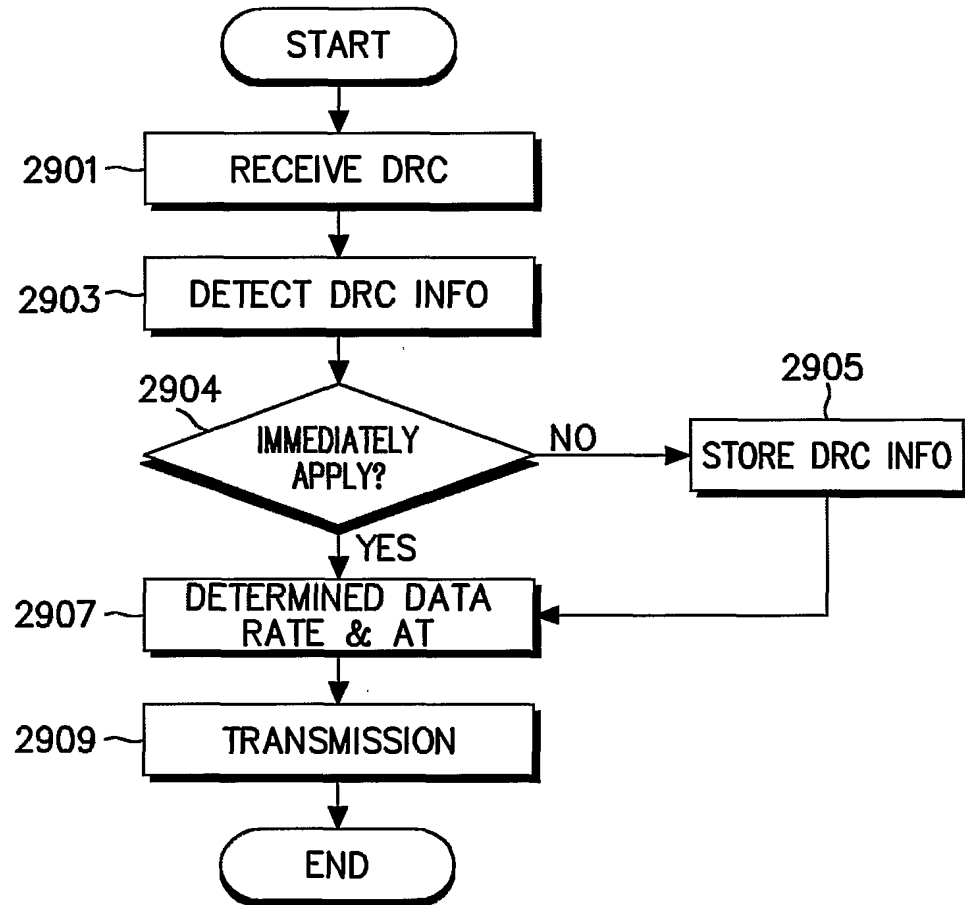 START
2901
RECEIVE DRC
2903
DETECT DRC INFO
2904
IMMEDIATELY
APPLY?
NO
2905
STORE DRC INFO
YES
2907
DETERMINED DATA
RATE & AT
2909
TRANSMISSION
END